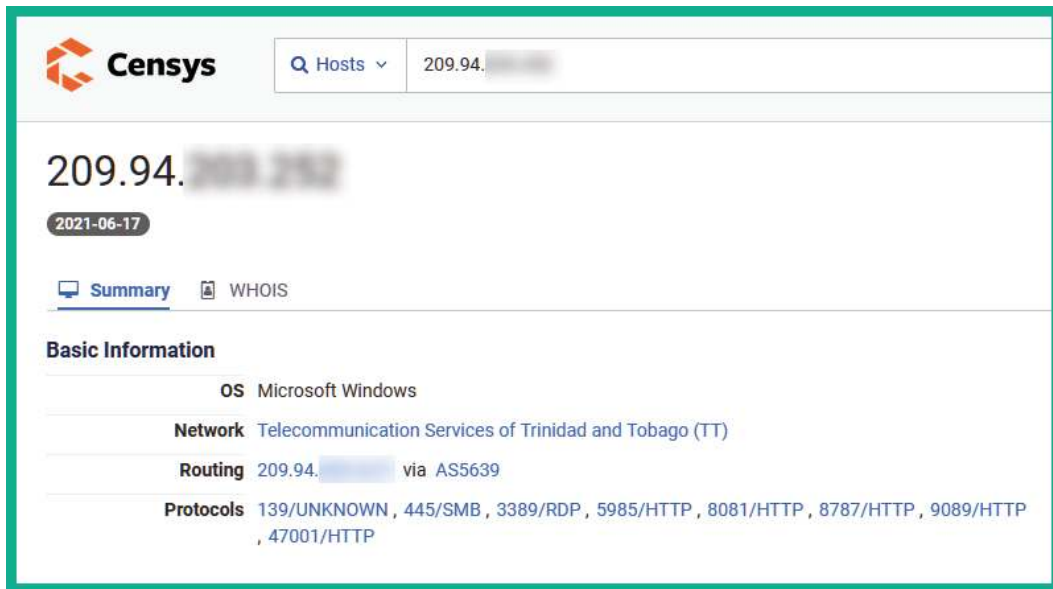 Censys
Hosts
209.94.
209.94.
2021-06-17
Summary
WHOIS
Basic Information
OS Microsoft Windows
Network Telecommunication Services of Trinidad and Tobago (TT)
Routing 209.94. via AS5639
Protocols 139/UNKNOWN , 445/SMB , 3389/RDP , 5985/HTTP , 8081/HTTP , 8787/HTTP , 9089/HTTP
, 47001/HTTP